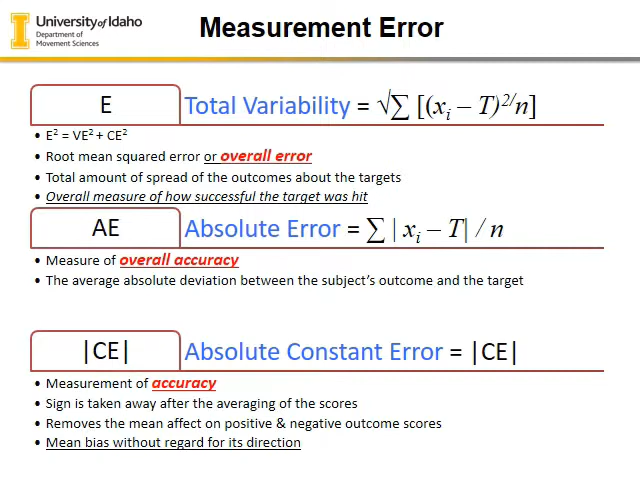 University of Idaho
Department of
Movement Sciences
Measurement Error
E
Total Variability = √∑ [(xᵢ – T)²/n]
• E² = VE² + CE²
• Root mean squared error or overall error
• Total amount of spread of the outcomes about the targets
• Overall measure of how successful the target was hit
AE
Absolute Error = ∑ | xᵢ – T| / n
• Measure of overall accuracy
• The average absolute deviation between the subject's outcome and the target
|CE|
Absolute Constant Error = |CE|
• Measurement of accuracy
• Sign is taken away after the averaging of the scores
• Removes the mean affect on positive & negative outcome scores
• Mean bias without regard for its direction